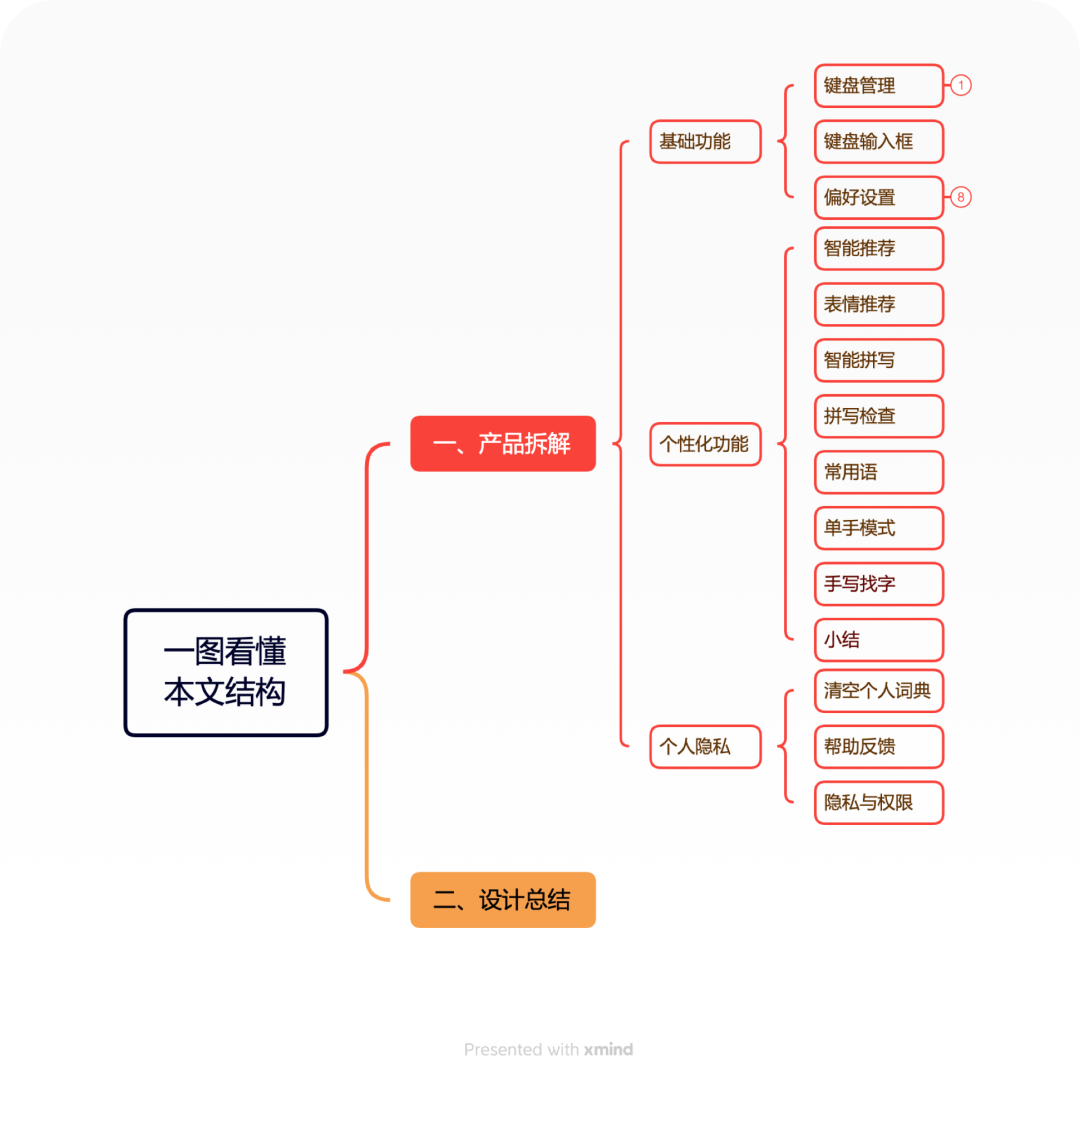 键盘管理 1
基础功能
键盘输入框
偏好设置 8
智能推荐
表情推荐
智能拼写
拼写检查
一、产品拆解
个性化功能
常用语
单手模式
手写找字
小结
一图看懂
本文结构
清空个人词典
个人隐私
帮助反馈
隐私与权限
二、设计总结
Presented with xmind